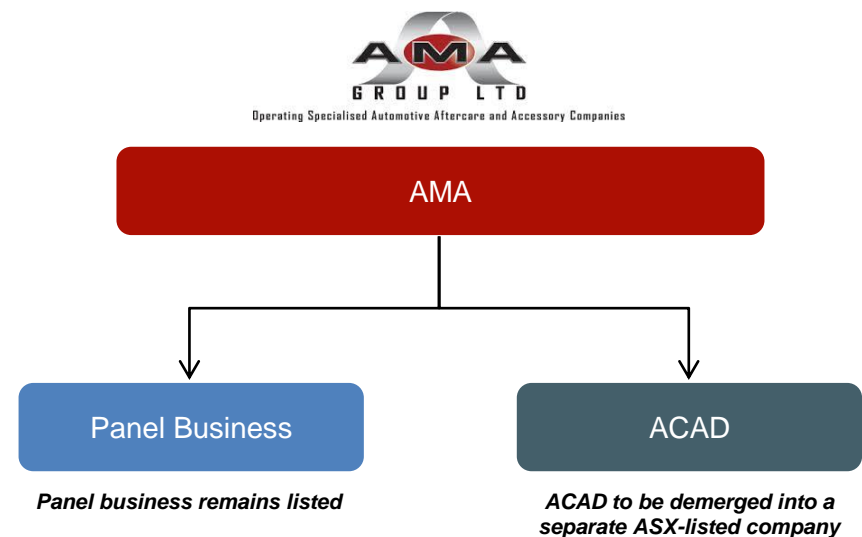 AMA
GROUP LTD
Operating Specialised Automotive Aftercare and Accessory Companies
AMA
Panel Business
ACAD
Panel business remains listed
ACAD to be demerged into a
separate ASX-listed company